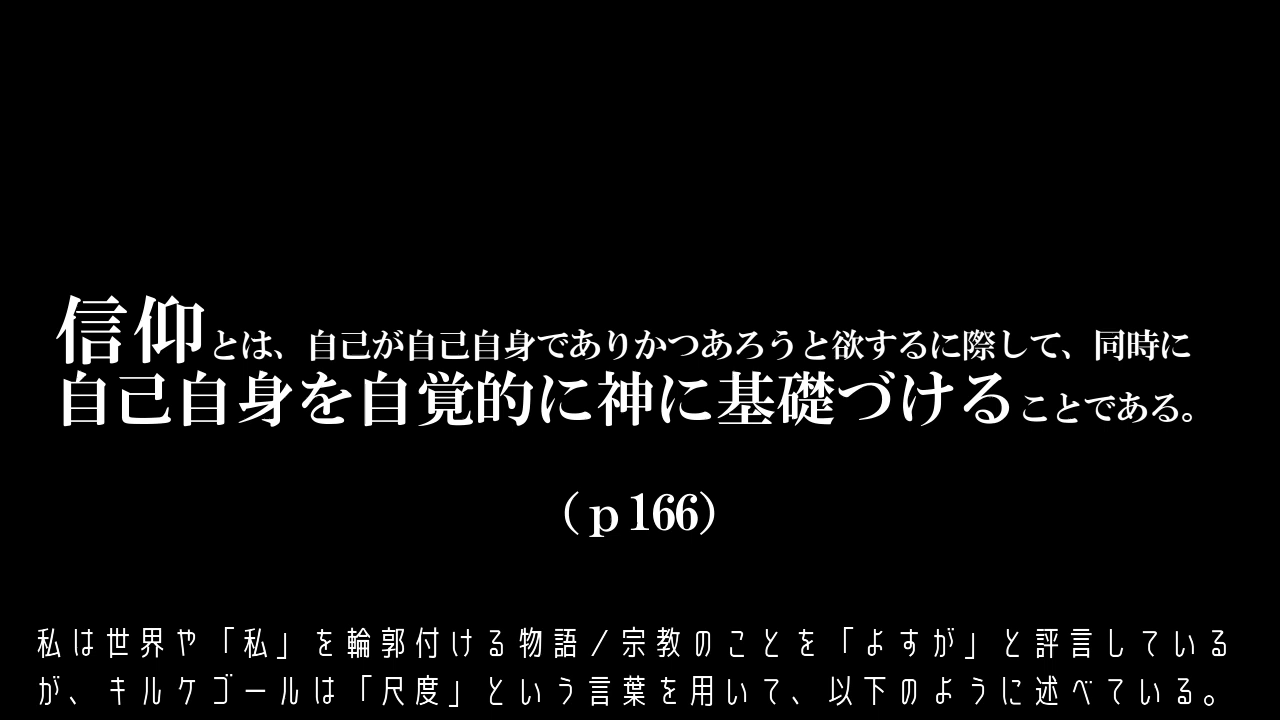 信仰とは、自己が自己自身でありかつあろうと欲するに際して、同時に
自己自身を自覚的に神に基礎づけることである。
（ｐ166）
私は世界や「私」を輪郭付ける物語／宗教のことを「よすが」と評言している
が、キルケゴールは「尺度」という言葉を用いて、以下のように述べている。